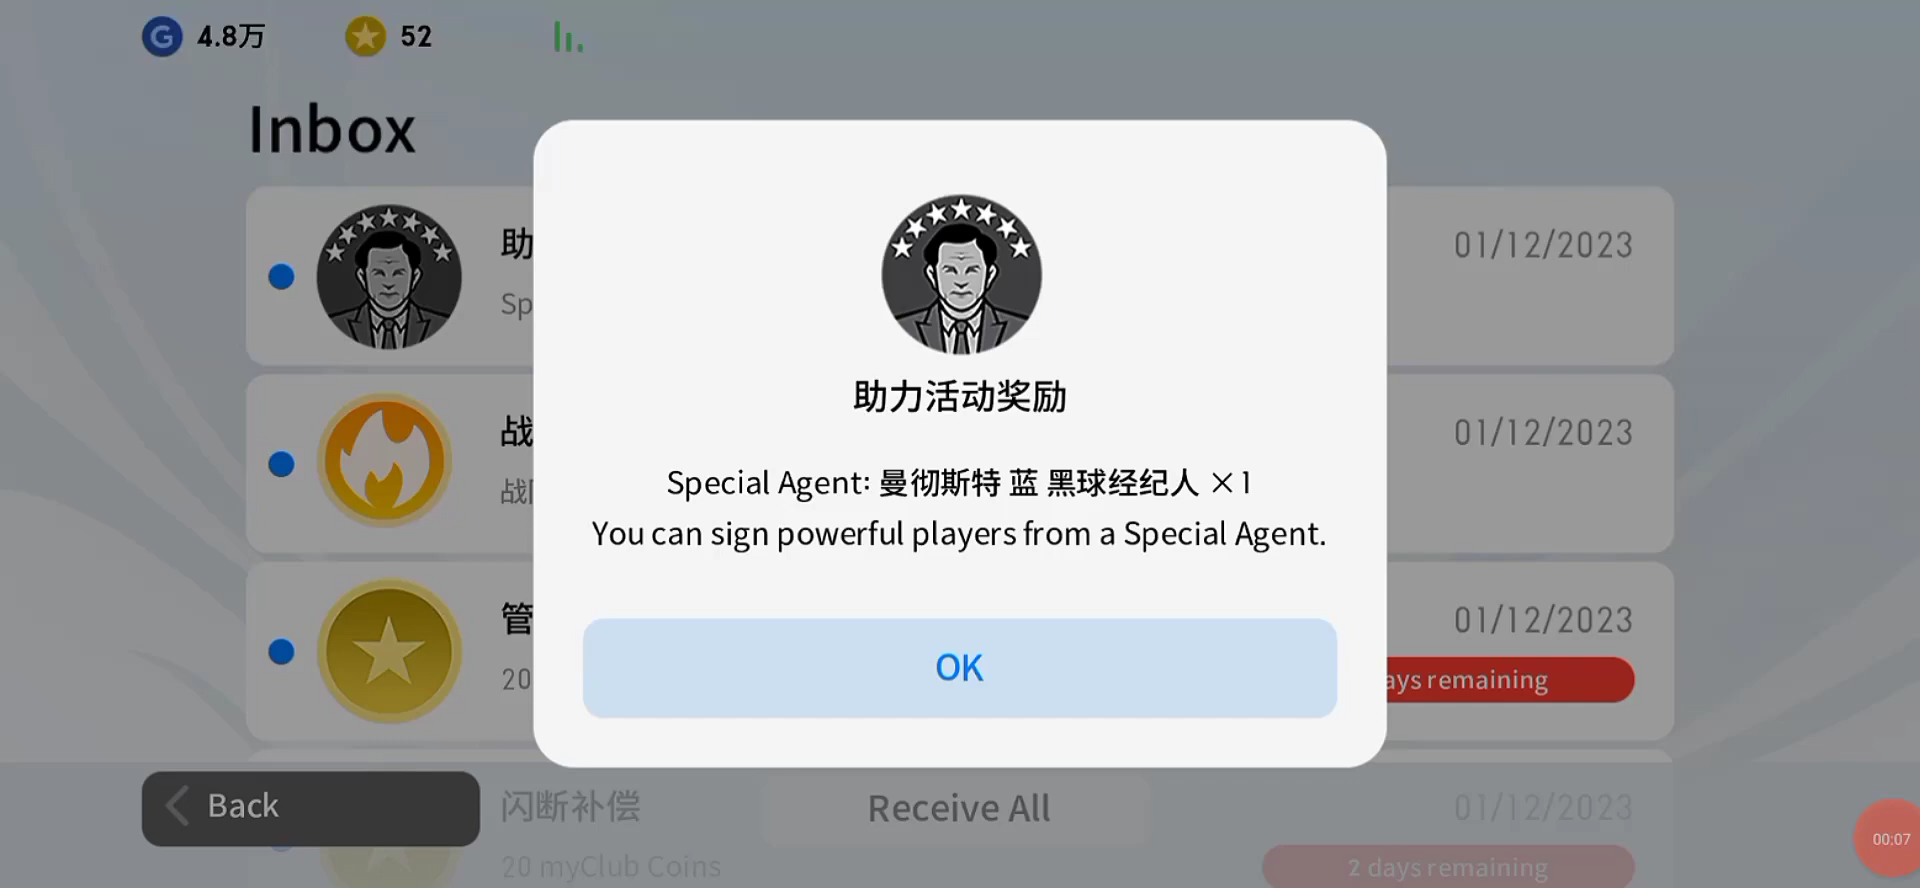 4.8万
52
Inbox
助力活动奖励
Special Agent: 曼彻斯特 蓝 黑球经纪人 ×1
You can sign powerful players from a Special Agent.
OK
助
Sp
01/12/2023
战
战
01/12/2023
管
20
01/12/2023
ays remaining
Back
闪断补偿
Receive All
01/12/2023
20 myClub Coins
2 days remaining
00:07